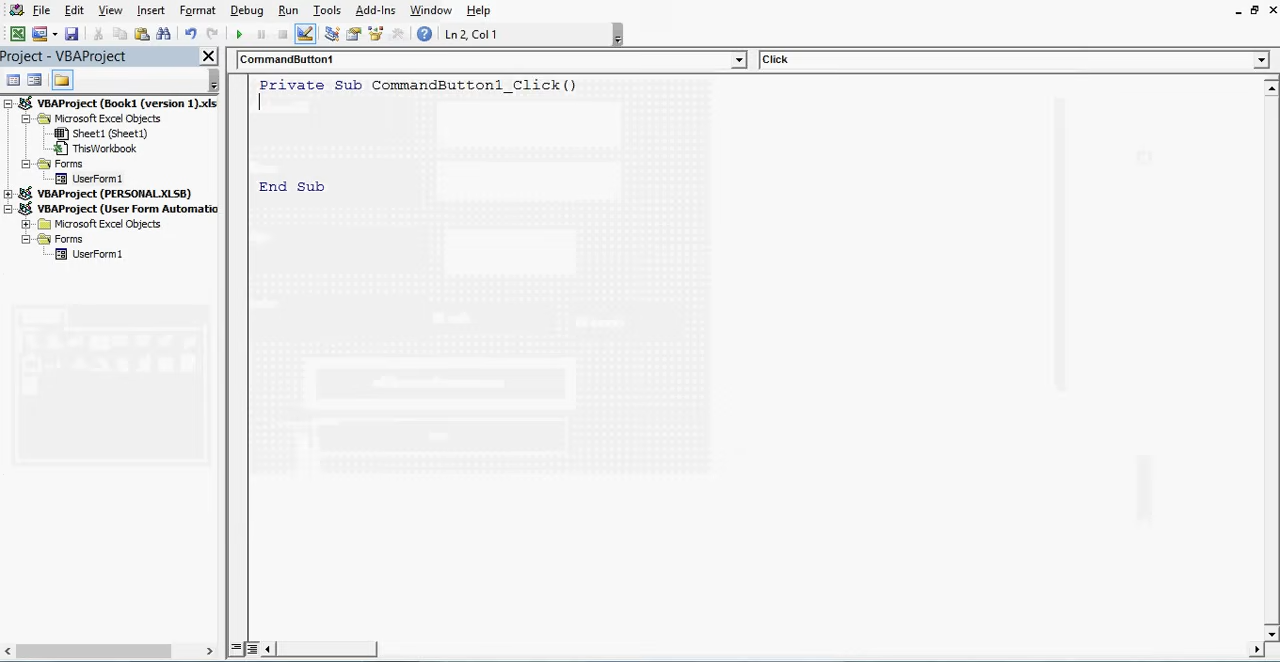 File Edit View Insert Format Debug Run Tools Add-Ins Window Help
Ln 2, Col 1
Project - VBAProject
CommandButton1
Click
VBAProject (Book1 (version 1).xls
Microsoft Excel Objects
Sheet1 (Sheet1)
ThisWorkbook
Forms
UserForm1
VBAProject (PERSONAL.XLSB)
VBAProject (User Form Automatio
Microsoft Excel Objects
Forms
UserForm1
Private Sub CommandButton1_Click()
End Sub